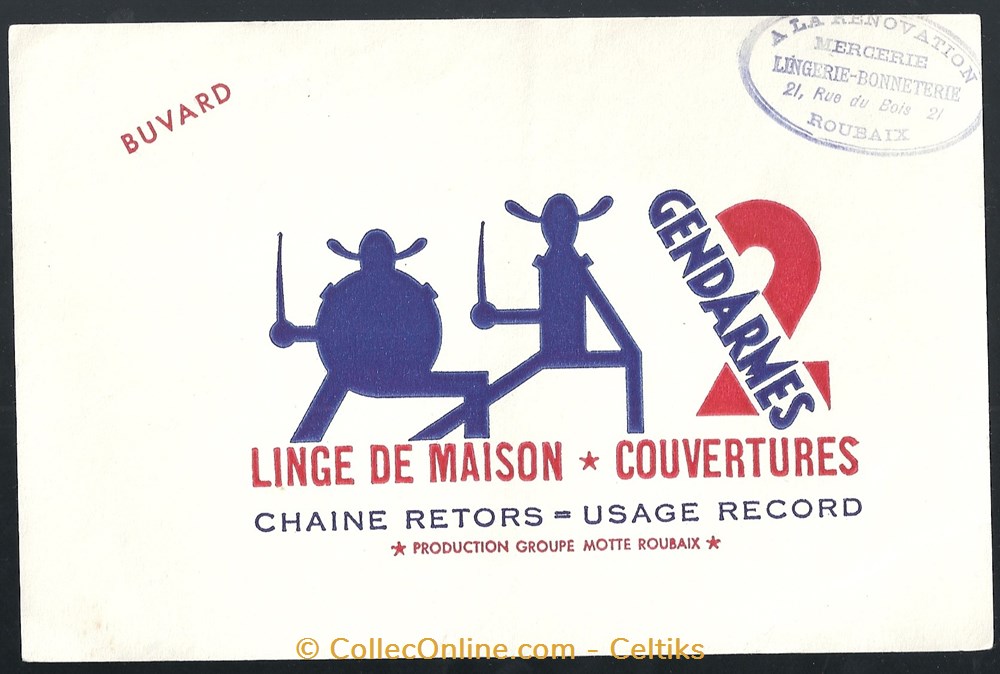 BUVARD
A LA RENOVATION
MERCERIE
LINGERIE-BONNETERIE
21, Rue du Bois 21
ROUBAIX
2
GENDARMES
LINGE DE MAISON ★ COUVERTURES
CHAINE RETORS = USAGE RECORD
★ PRODUCTION GROUPE MOTTE ROUBAIX ★
© CollecOnline.com - Celtiks